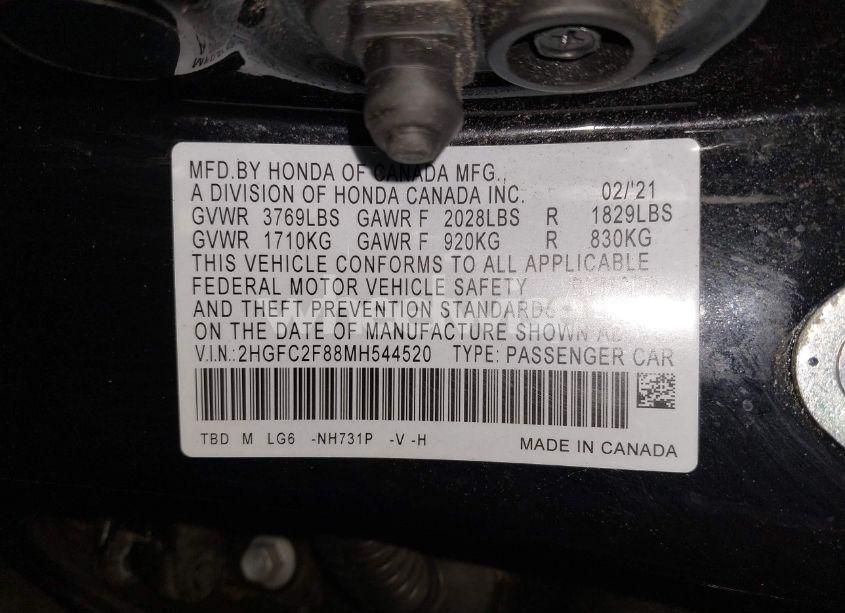 MFD.BY HONDA OF CANADA MFG.,
A DIVISION OF HONDA CANADA INC. 02/'21
GVWR 3769LBS GAWR F 2028LBS R 1829LBS
GVWR 1710KG GAWR F 920KG R 830KG
THIS VEHICLE CONFORMS TO ALL APPLICABLE
FEDERAL MOTOR VEHICLE SAFETY
AND THEFT PREVENTION STANDARDS
ON THE DATE OF MANUFACTURE SHOWN
V.I.N.:2HGFC2F88MH544520 TYPE: PASSENGER CAR
TBD M LG6 -NH731P -V -H
MADE IN CANADA